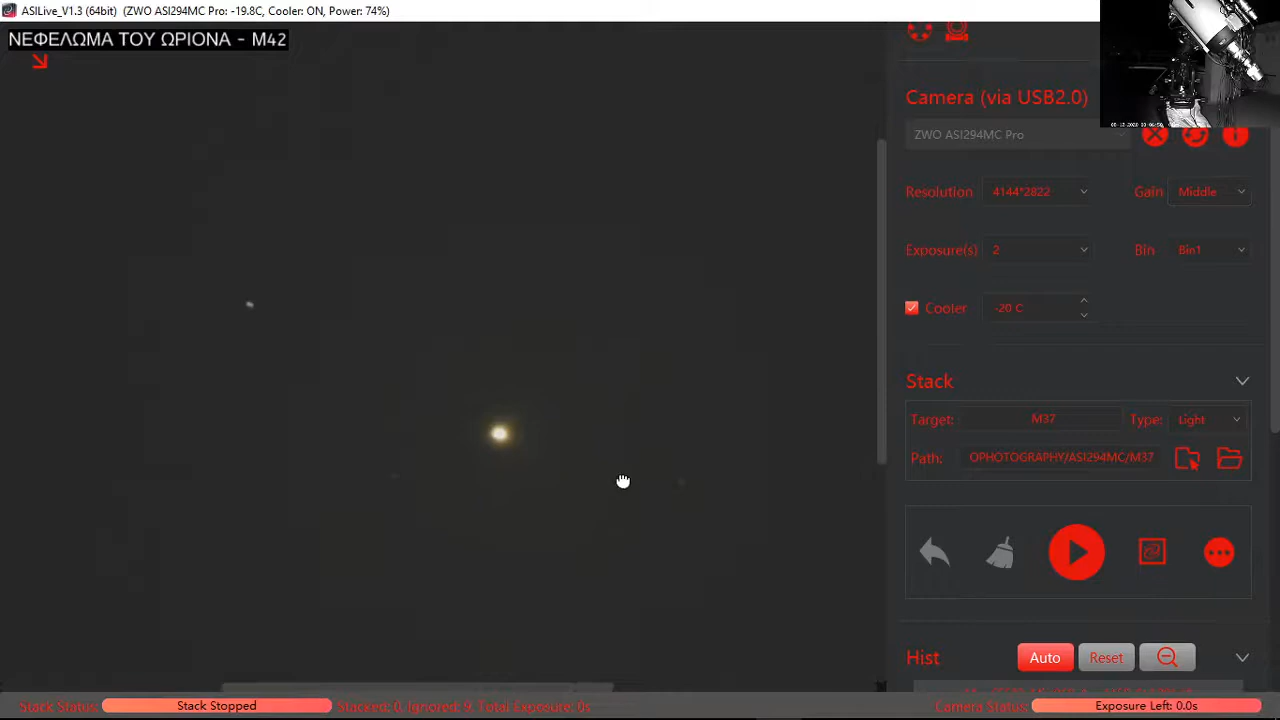 ASILive_V1.3 (64bit) (ZWO ASI294MC Pro: -19.8C, Cooler: ON, Power: 74%)
ΝΕΦΕΛΩΜΑ ΤΟΥ ΩΡΙΟΝΑ - M42
Camera (via USB2.0)
ZWO ASI294MC Pro
Resolution 4144*2822 Gain Middle
Exposure(s) 2 Bin Bin1
Cooler -20 C
Stack
Target: M37 Type: Light
Path: OPHOTOGRAPHY/ASI294MC/M37
Hist Auto Reset
Stack Status: Stack Stopped Stacked: 0, Ignored: 9, Total Exposure: 0s Camera Status: Exposure Left: 0.0s